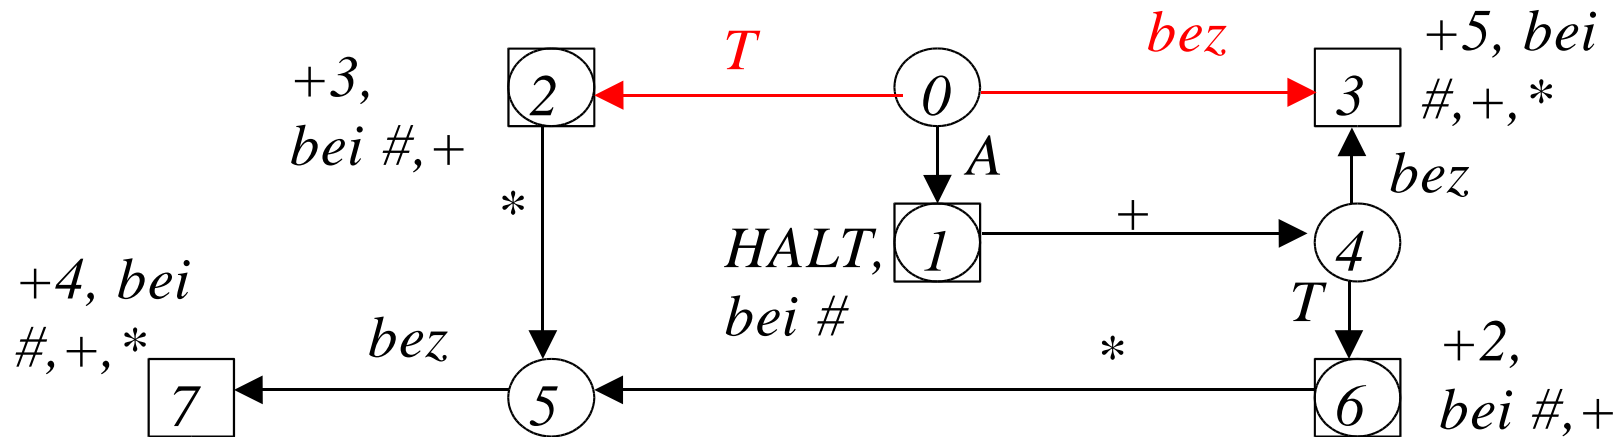 T
bez
+5, bei
#,+,*
+3,
bei #,+
2
0
3
*
A
bez
HALT,
bei #
1
+
4
+4, bei
#,+,*
bez
T
*
+2,
bei #,+
7
5
6